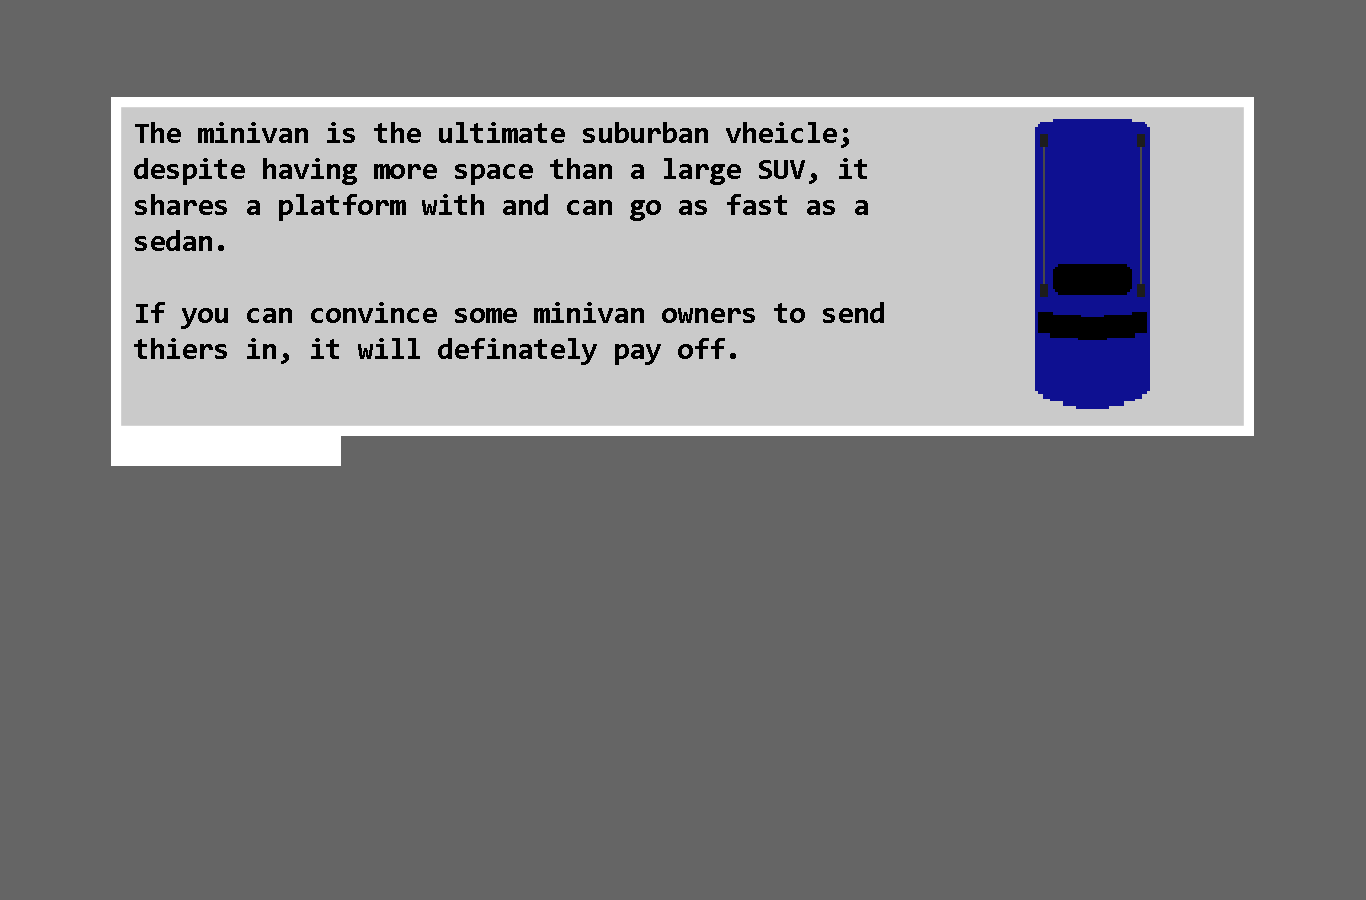 The minivan is the ultimate suburban vheicle;
despite having more space than a large SUV, it
shares a platform with and can go as fast as a
sedan.
If you can convince some minivan owners to send
thiers in, it will definately pay off.